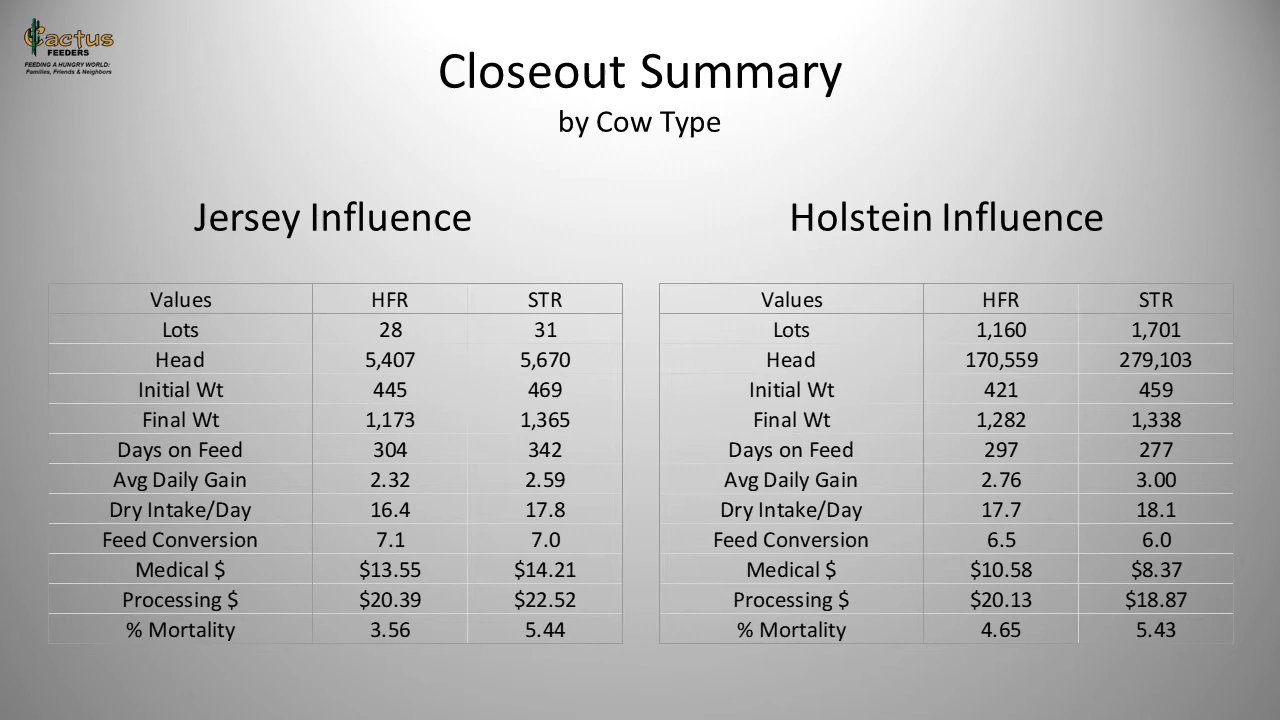 Cactus
FEEDERS
FEEDING A HUNGRY WORLD:
Families, Friends & Neighbors
Closeout Summary
by Cow Type
Jersey Influence
Values HFR STR
Lots 28 31
Head 5,407 5,670
Initial Wt 445 469
Final Wt 1,173 1,365
Days on Feed 304 342
Avg Daily Gain 2.32 2.59
Dry Intake/Day 16.4 17.8
Feed Conversion 7.1 7.0
Medical $ $13.55 $14.21
Processing $ $20.39 $22.52
% Mortality 3.56 5.44
Holstein Influence
Values HFR STR
Lots 1,160 1,701
Head 170,559 279,103
Initial Wt 421 459
Final Wt 1,282 1,338
Days on Feed 297 277
Avg Daily Gain 2.76 3.00
Dry Intake/Day 17.7 18.1
Feed Conversion 6.5 6.0
Medical $ $10.58 $8.37
Processing $ $20.13 $18.87
% Mortality 4.65 5.43